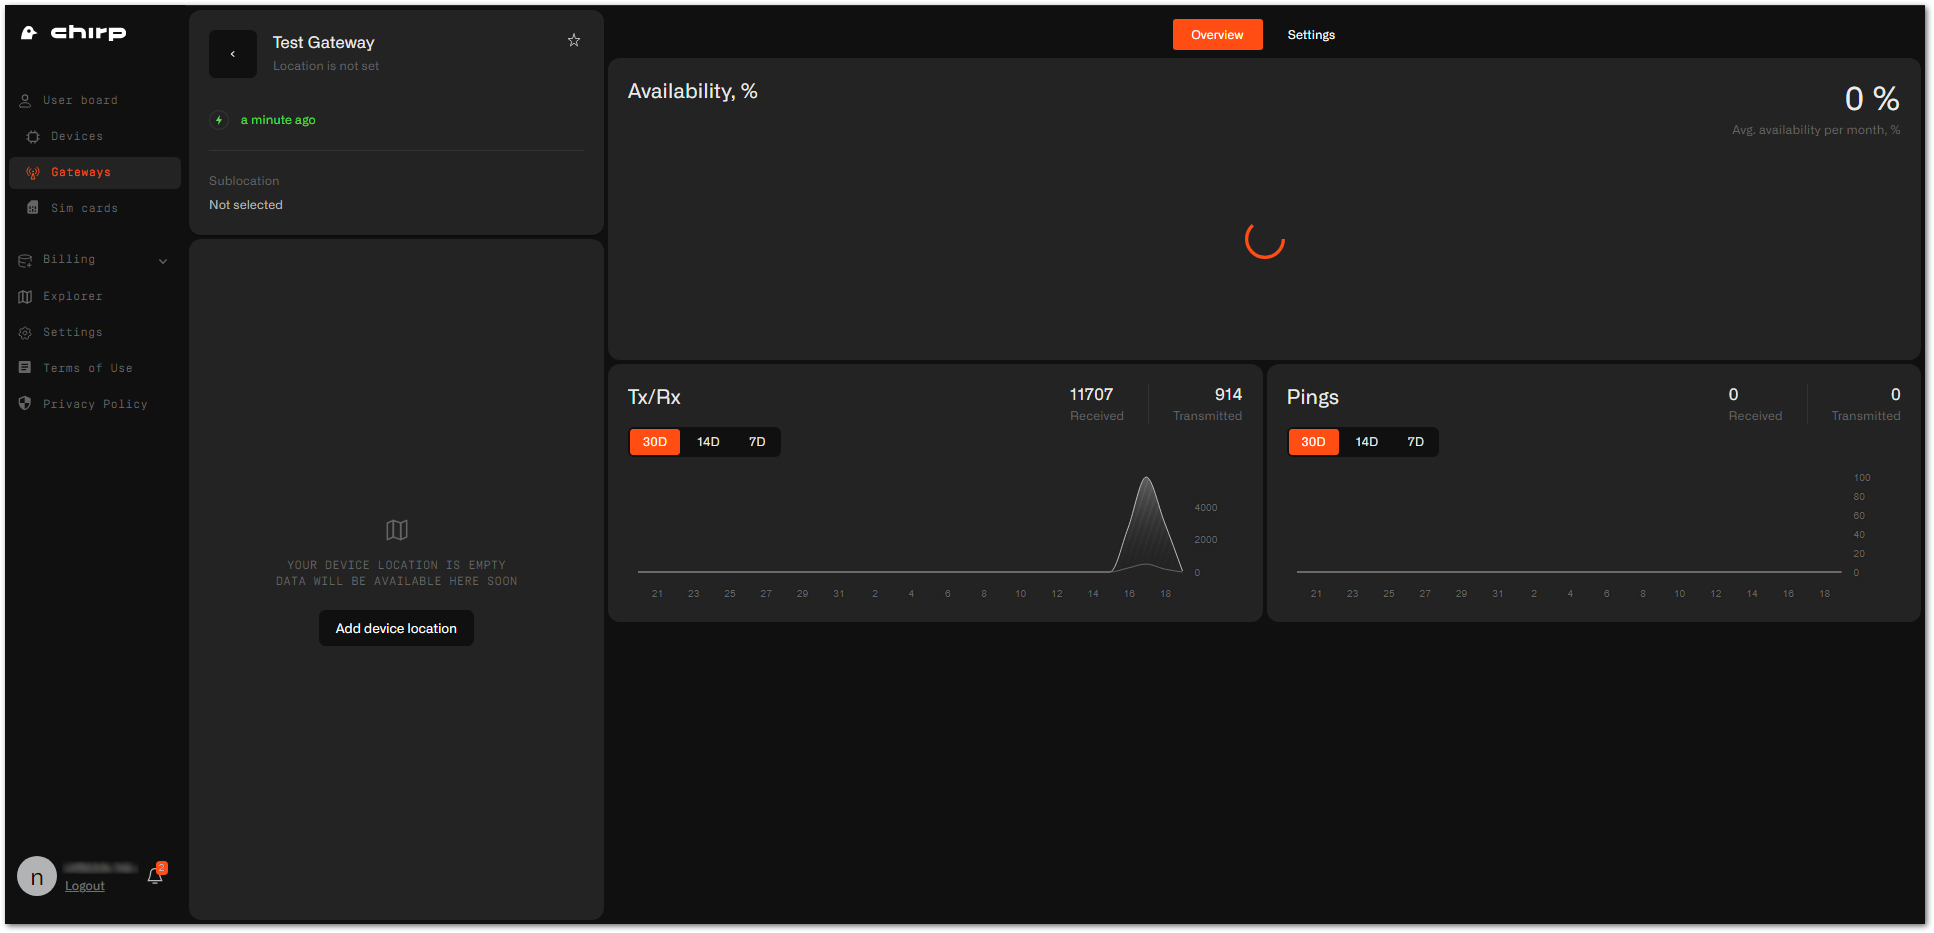 chirp
User board
Devices
Gateways
Sim cards
Billing
Explorer
Settings
Terms of Use
Privacy Policy
n
Logout
2
Test Gateway
Location is not set
a minute ago
Sublocation
Not selected
YOUR DEVICE LOCATION IS EMPTY
DATA WILL BE AVAILABLE HERE SOON
Add device location
Overview Settings
Availability, %
0 %
Avg. availability per month, %
Tx/Rx
11707 914
Received Transmitted
30D 14D 7D
4000
2000
0
21 23 25 27 29 31 2 4 6 8 10 12 14 16 18
Pings
0 0
Received Transmitted
30D 14D 7D
100
80
60
40
20
0
21 23 25 27 29 31 2 4 6 8 10 12 14 16 18